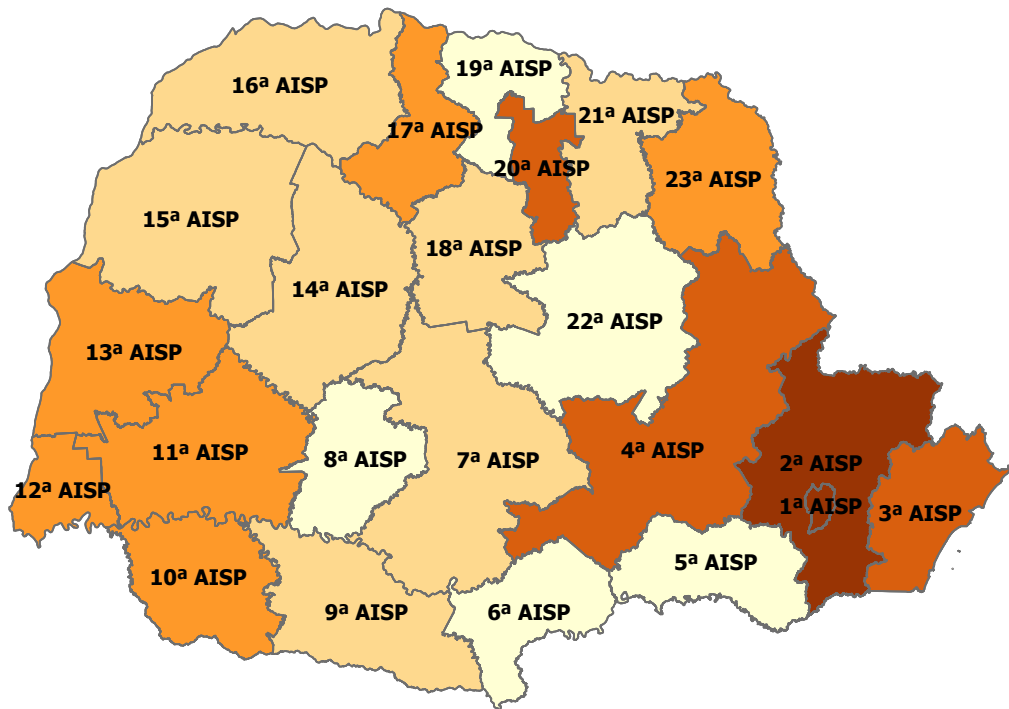 19ª AISP
16ª AISP
21ª AISP
17ª AISP
20ª AISP
23ª AISP
15ª AISP
18ª AISP
14ª AISP
22ª AISP
13ª AISP
11ª AISP
4ª AISP
8ª AISP
7ª AISP
2ª AISP
12ª AISP
1ª AISP
3ª AISP
5ª AISP
10ª AISP
9ª AISP
6ª AISP